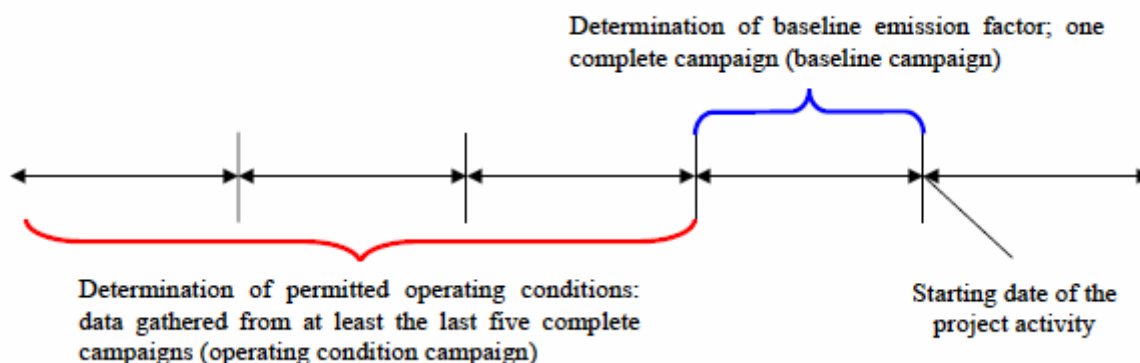 Determination of baseline emission factor; one
complete campaign (baseline campaign)
Determination of permitted operating conditions:
data gathered from at least the last five complete
campaigns (operating condition campaign)
Starting date of the
project activity